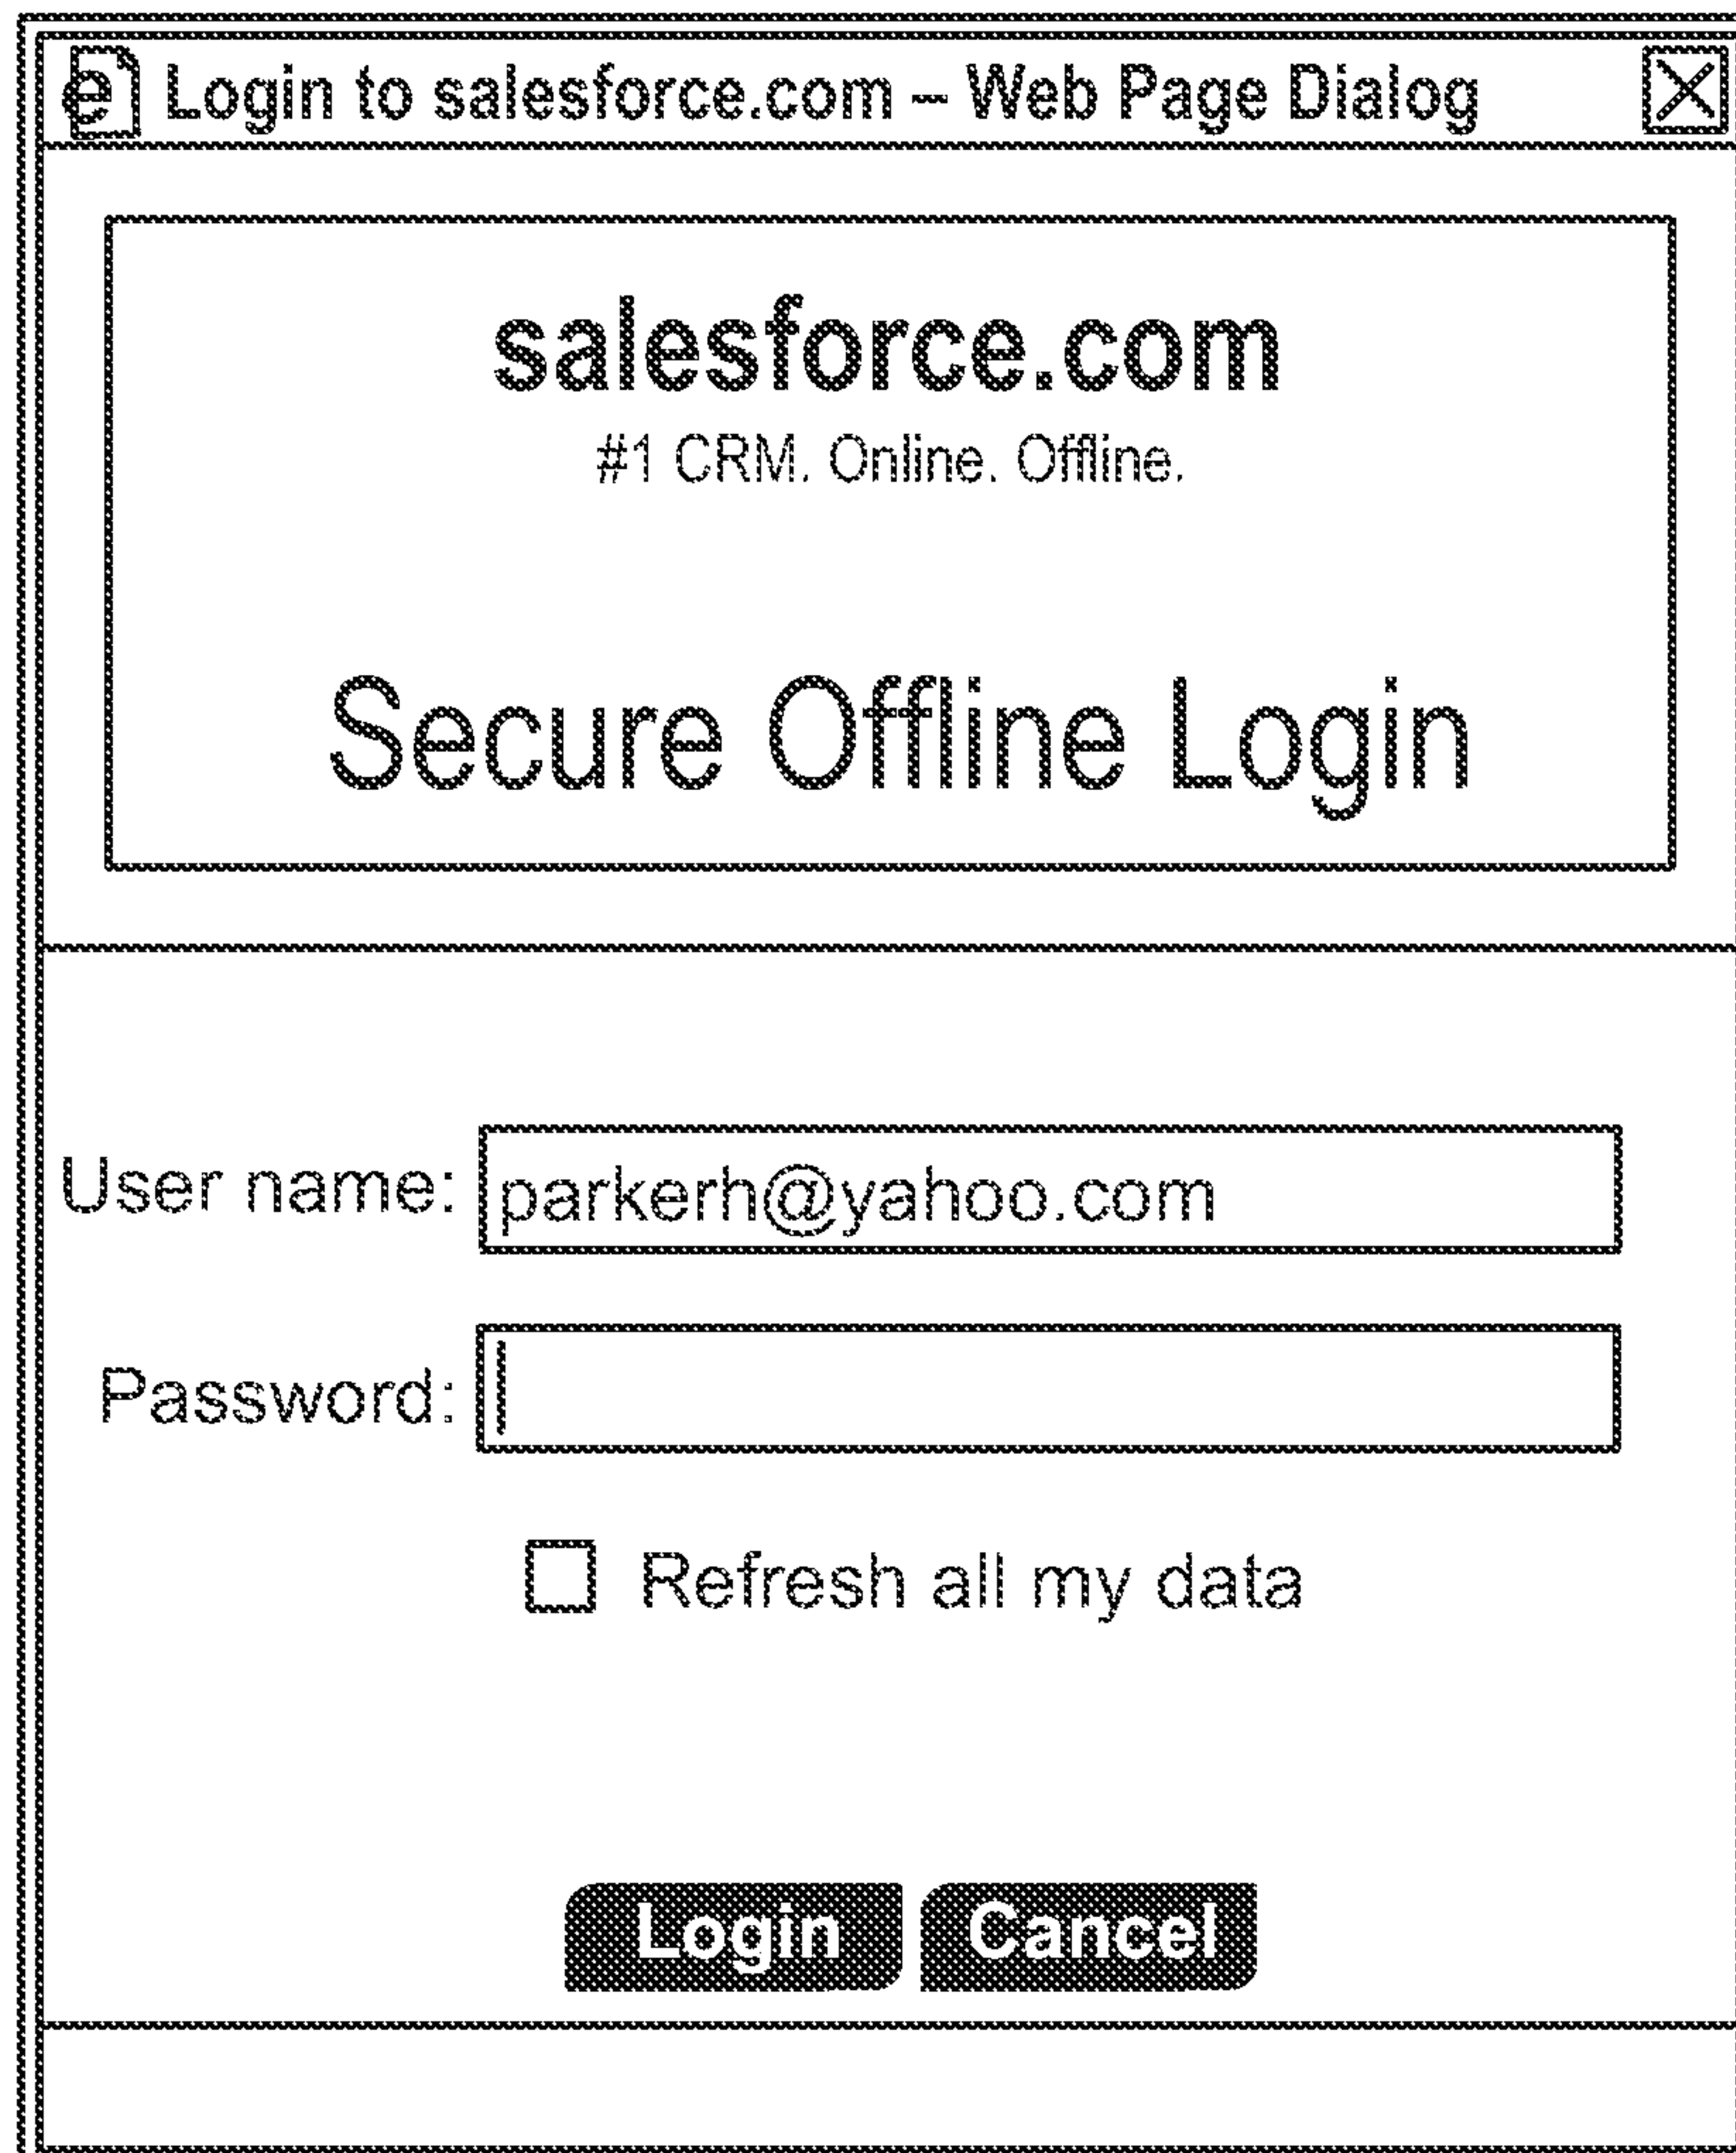 Login to salesforce.com – Web Page Dialog
salesforce.com
#1 CRM. Online. Offline.
Secure Offline Login
User name: parkerh@yahoo.com
Password:
Refresh all my data
Login Cancel